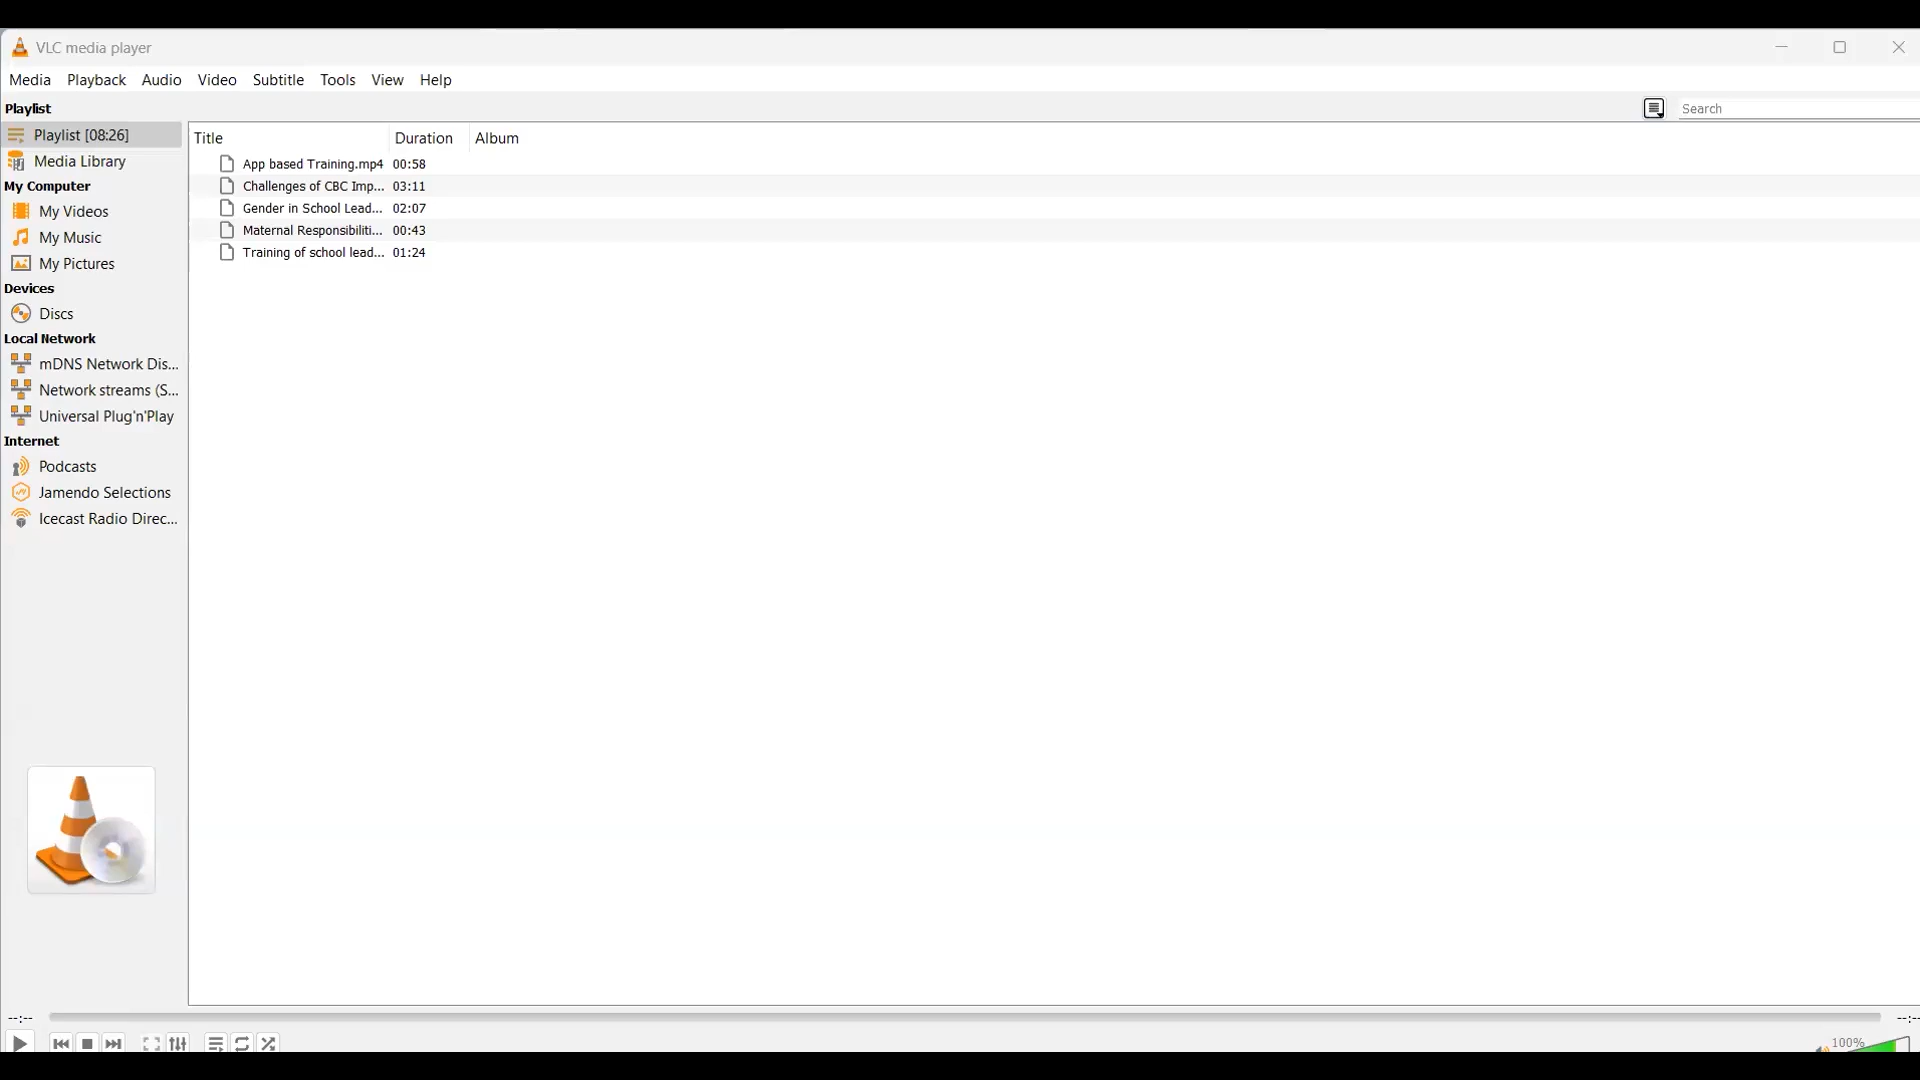 VLC media player
Media Playback Audio Video Subtitle Tools View Help
Playlist
Search
Playlist [08:26]
Media Library
My Computer
My Videos
My Music
My Pictures
Devices
Discs
Local Network
mDNS Network Dis...
Network streams (S...
Universal Plug'n'Play
Internet
Podcasts
Jamendo Selections
Icecast Radio Direc...
Title Duration Album
App based Training.mp4 00:58
Challenges of CBC Imp... 03:11
Gender in School Lead... 02:07
Maternal Responsibiliti... 00:43
Training of school lead... 01:24
--:-- --:--
100%